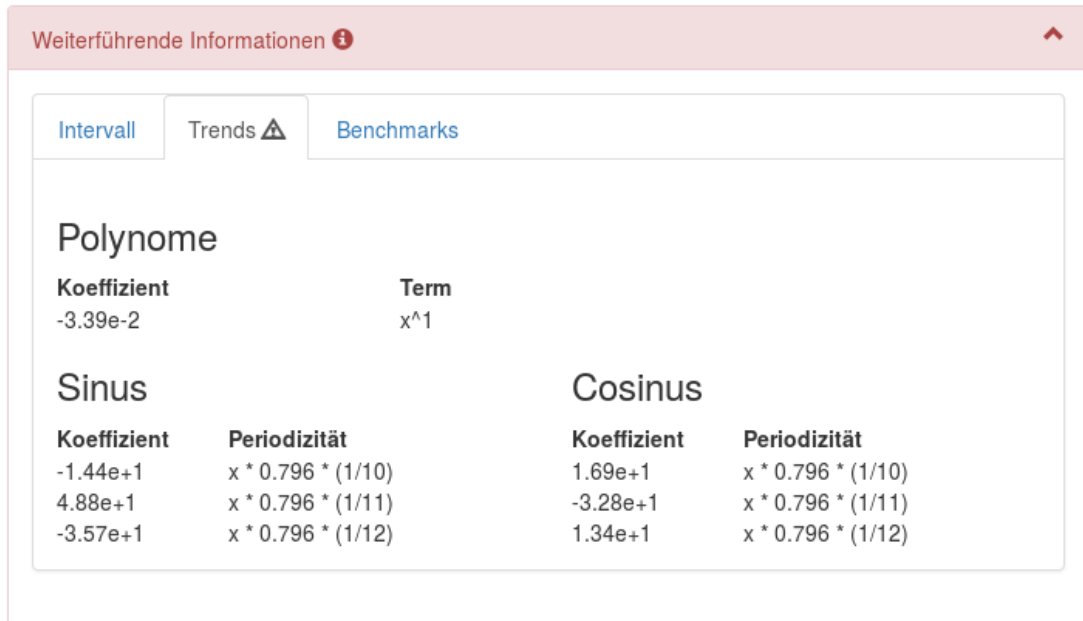 Weiterführende Informationen
Intervall Trends Benchmarks
Polynome
Koeffizient Term
-3.39e-2 x^1
Sinus Cosinus
Koeffizient Periodizität Koeffizient Periodizität
-1.44e+1 x * 0.796 * (1/10) 1.69e+1 x * 0.796 * (1/10)
4.88e+1 x * 0.796 * (1/11) -3.28e+1 x * 0.796 * (1/11)
-3.57e+1 x * 0.796 * (1/12) 1.34e+1 x * 0.796 * (1/12)